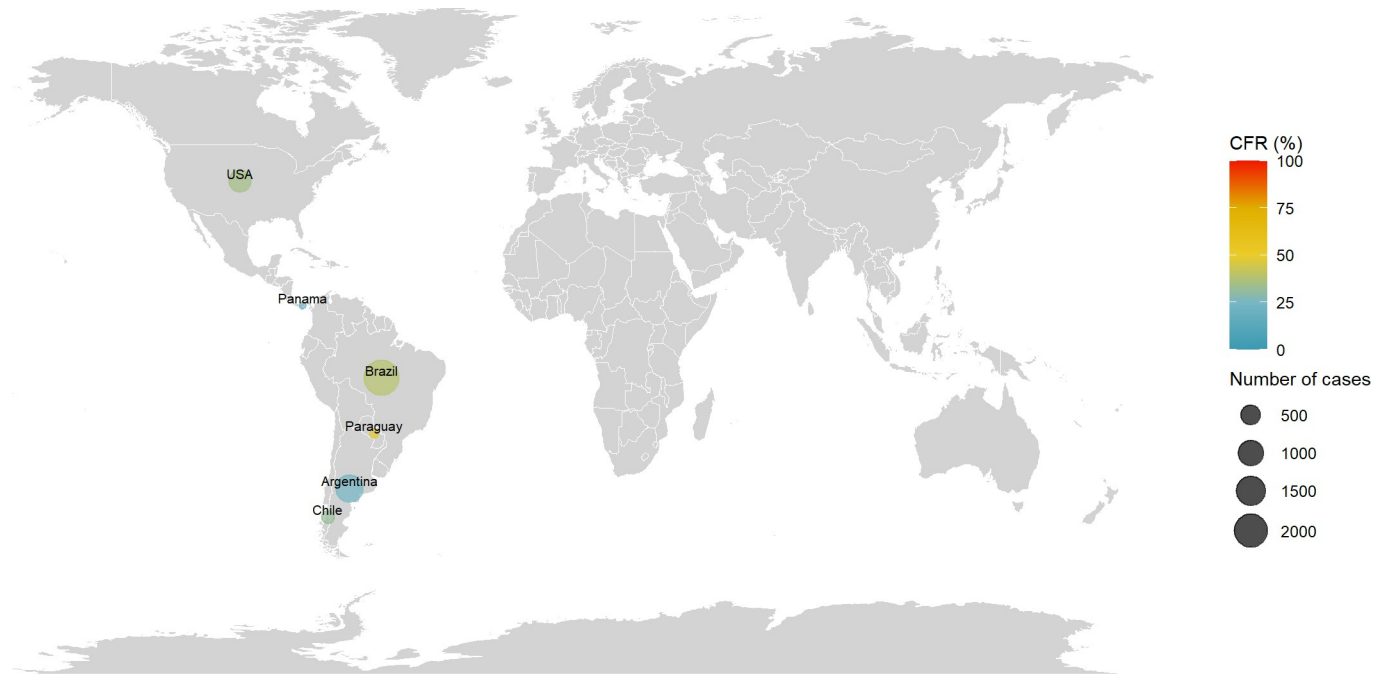 USA
Panama
Brazil
Paraguay
Argentina
Chile
CFR (%)
100
75
50
25
0
Number of cases
500
1000
1500
2000